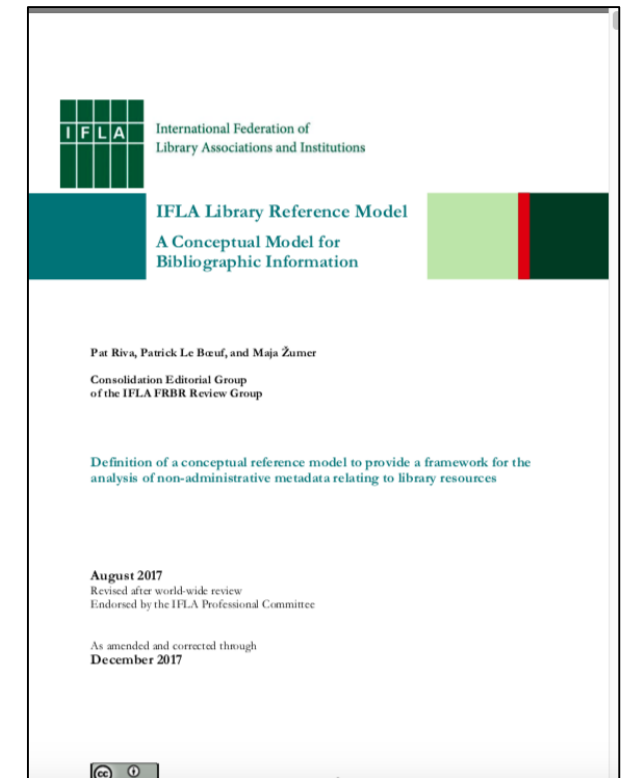 IFLA
International Federation of
Library Associations and Institutions
IFLA Library Reference Model
A Conceptual Model for
Bibliographic Information
Pat Riva, Patrick Le Bœuf, and Maja Žumer
Consolidation Editorial Group
of the IFLA FRBR Review Group
Definition of a conceptual reference model to provide a framework for the
analysis of non-administrative metadata relating to library resources
August 2017
Revised after world-wide review
Endorsed by the IFLA Professional Committee
As amended and corrected through
December 2017
cc